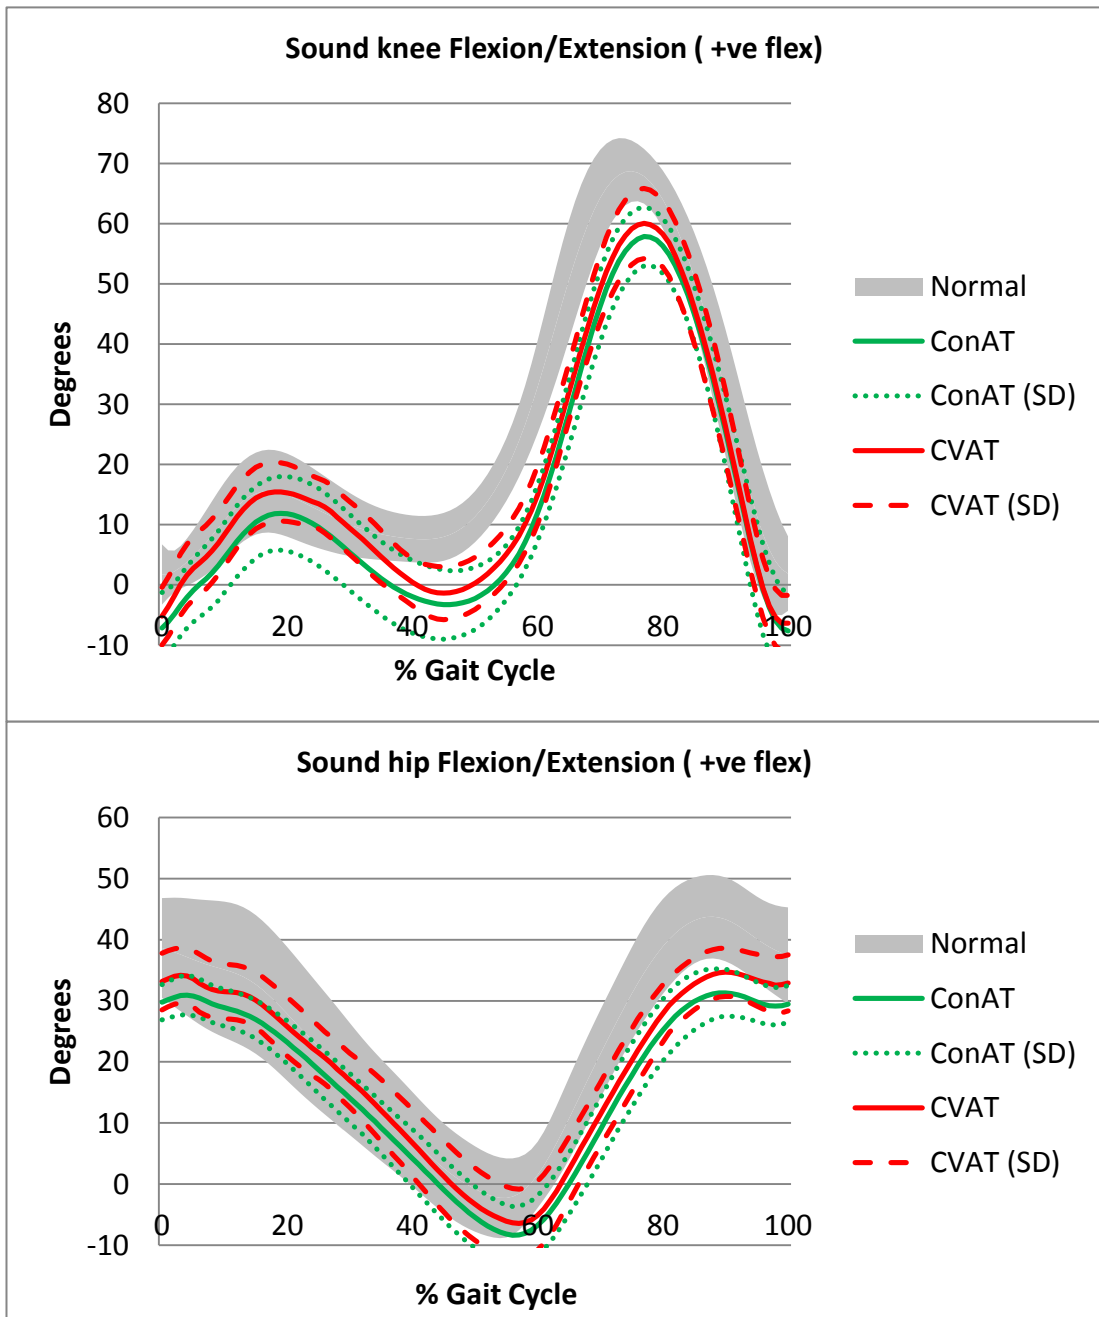 Sound knee Flexion/Extension ( +ve flex)
80
70
60
50
40
30
20
10
0
-10
Degrees
0 20 40 60 80 100
% Gait Cycle
Normal
ConAT
ConAT (SD)
CVAT
CVAT (SD)
Sound hip Flexion/Extension ( +ve flex)
60
50
40
30
20
10
0
-10
Degrees
0 20 40 60 80 100
% Gait Cycle
Normal
ConAT
ConAT (SD)
CVAT
CVAT (SD)